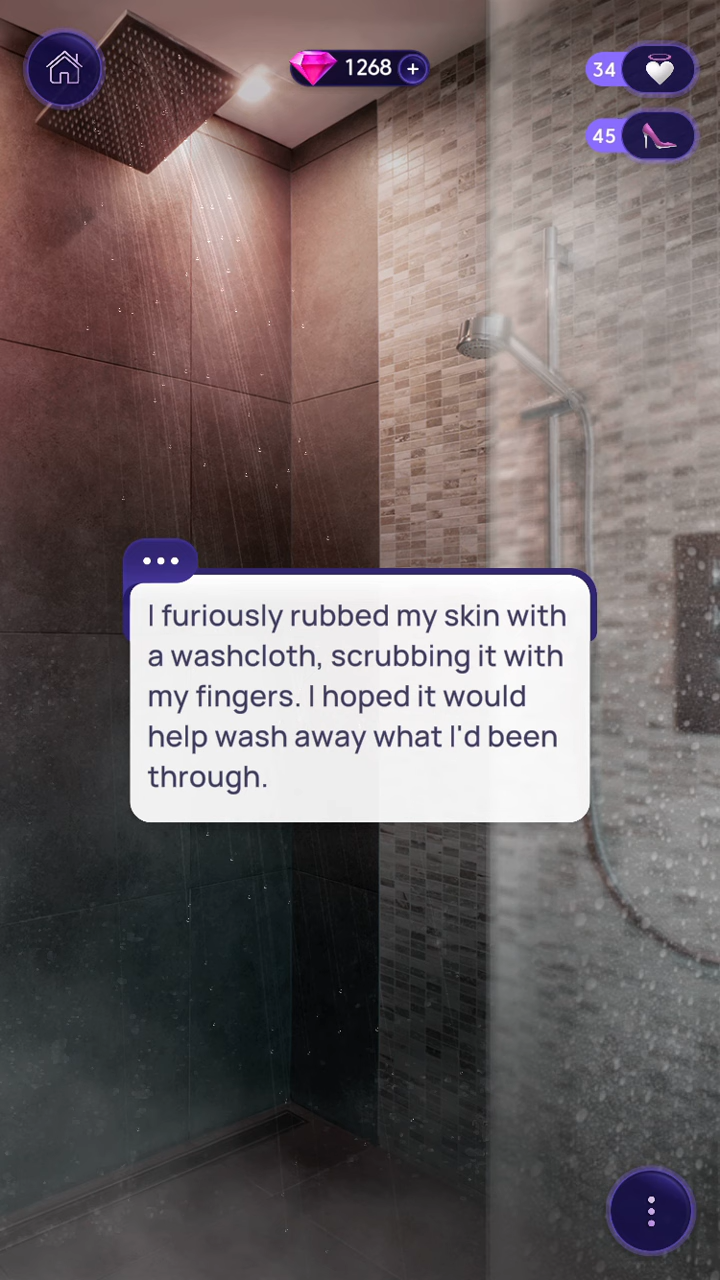 1268 +
34
45
I furiously rubbed my skin with
a washcloth, scrubbing it with
my fingers. I hoped it would
help wash away what I'd been
through.